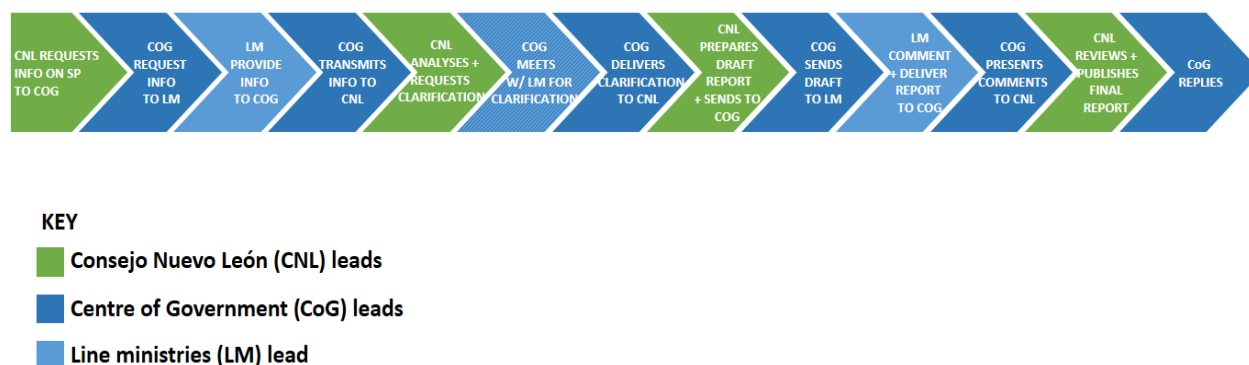 CNL REQUESTS
INFO ON SP
TO COG
COG
REQUEST
INFO
TO LM
LM
PROVIDE
INFO
TO COG
COG
TRANSMITS
INFO TO
CNL
CNL
ANALYSES +
REQUESTS
CLARIFICATION
COG
MEETS
W/ LM FOR
CLARIFICATION
COG
DELIVERS
CLARIFICATION
TO CNL
CNL
PREPARES
DRAFT
REPORT
+ SENDS TO
COG
COG
SENDS
DRAFT
TO LM
LM
COMMENT
+ DELIVER
REPORT
TO COG
COG
PRESENTS
COMMENTS
TO CNL
CNL
REVIEWS +
PUBLISHES
FINAL
REPORT
CoG
REPLIES
KEY
Consejo Nuevo León (CNL) leads
Centre of Government (CoG) leads
Line ministries (LM) lead